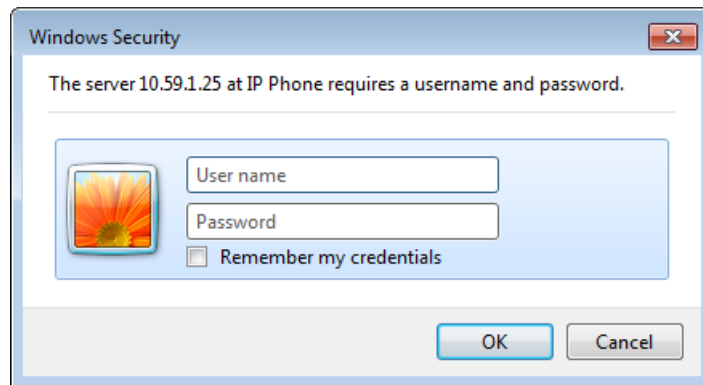 Windows Security
The server 10.59.1.25 at IP Phone requires a username and password.
User name
Password
Remember my credentials
OK
Cancel